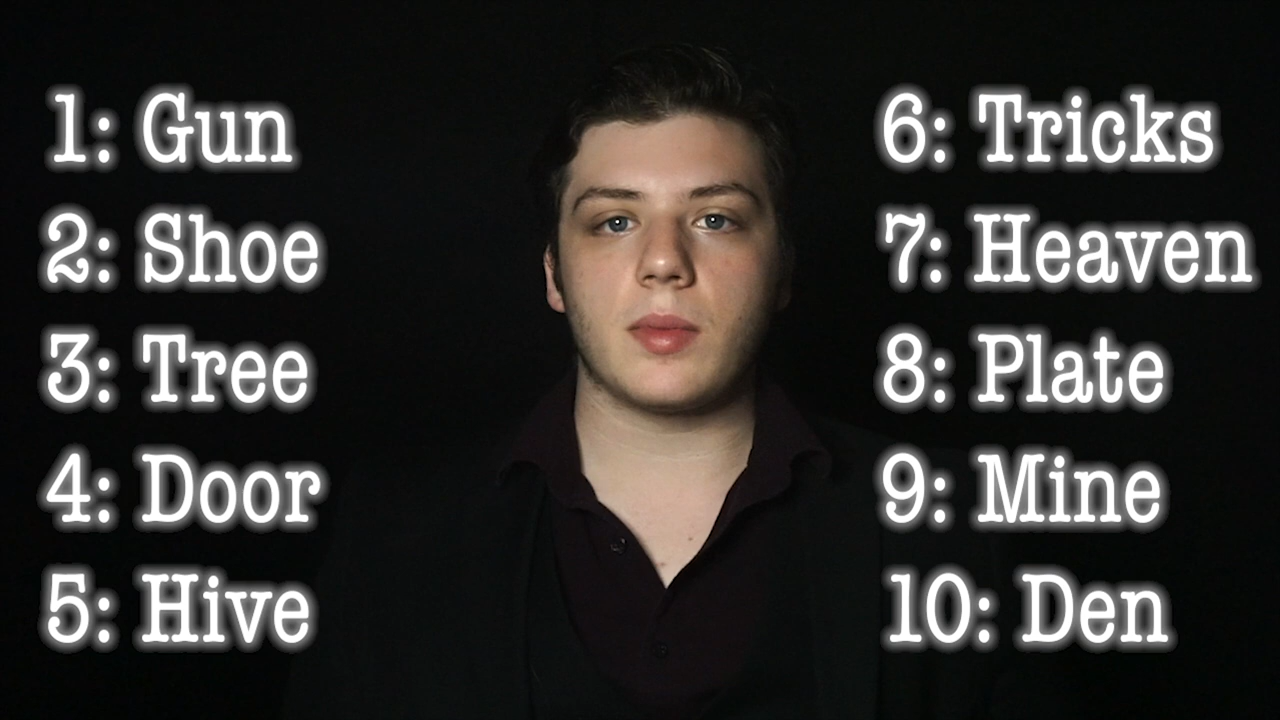 1: Gun
2: Shoe
3: Tree
4: Door
5: Hive
6: Tricks
7: Heaven
8: Plate
9: Mine
10: Den